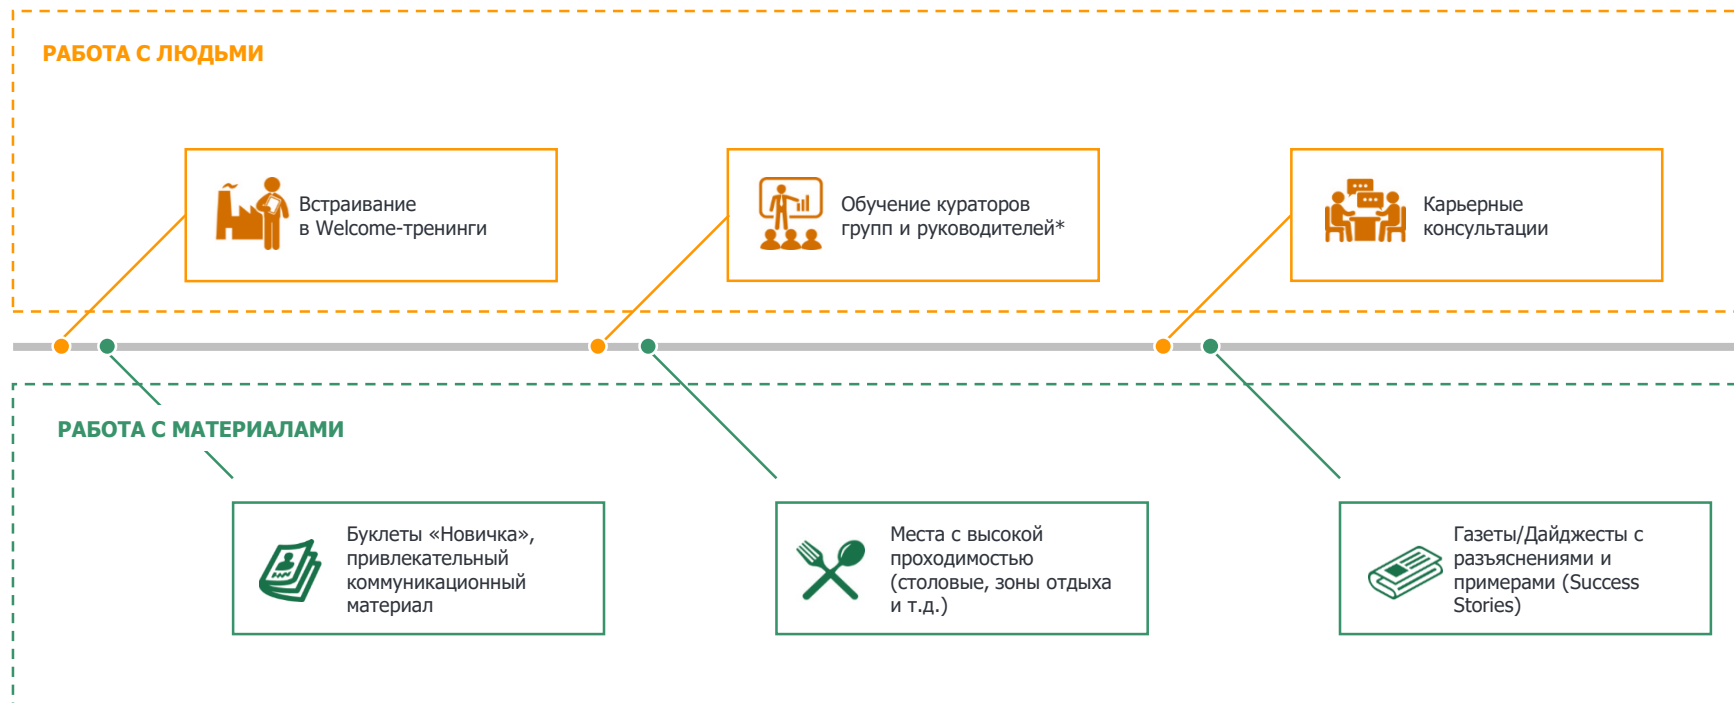 РАБОТА С ЛЮДЬМИ
Встраивание
в Welcome-тренинги
Обучение кураторов
групп и руководителей*
Карьерные
консультации
РАБОТА С МАТЕРИАЛАМИ
Буклеты «Новичка»,
привлекательный
коммуникационный
материал
Места с высокой
проходимостью
(столовые, зоны отдыха
и т.д.)
Газеты/Дайджесты с
разъяснениями и
примерами (Success
Stories)